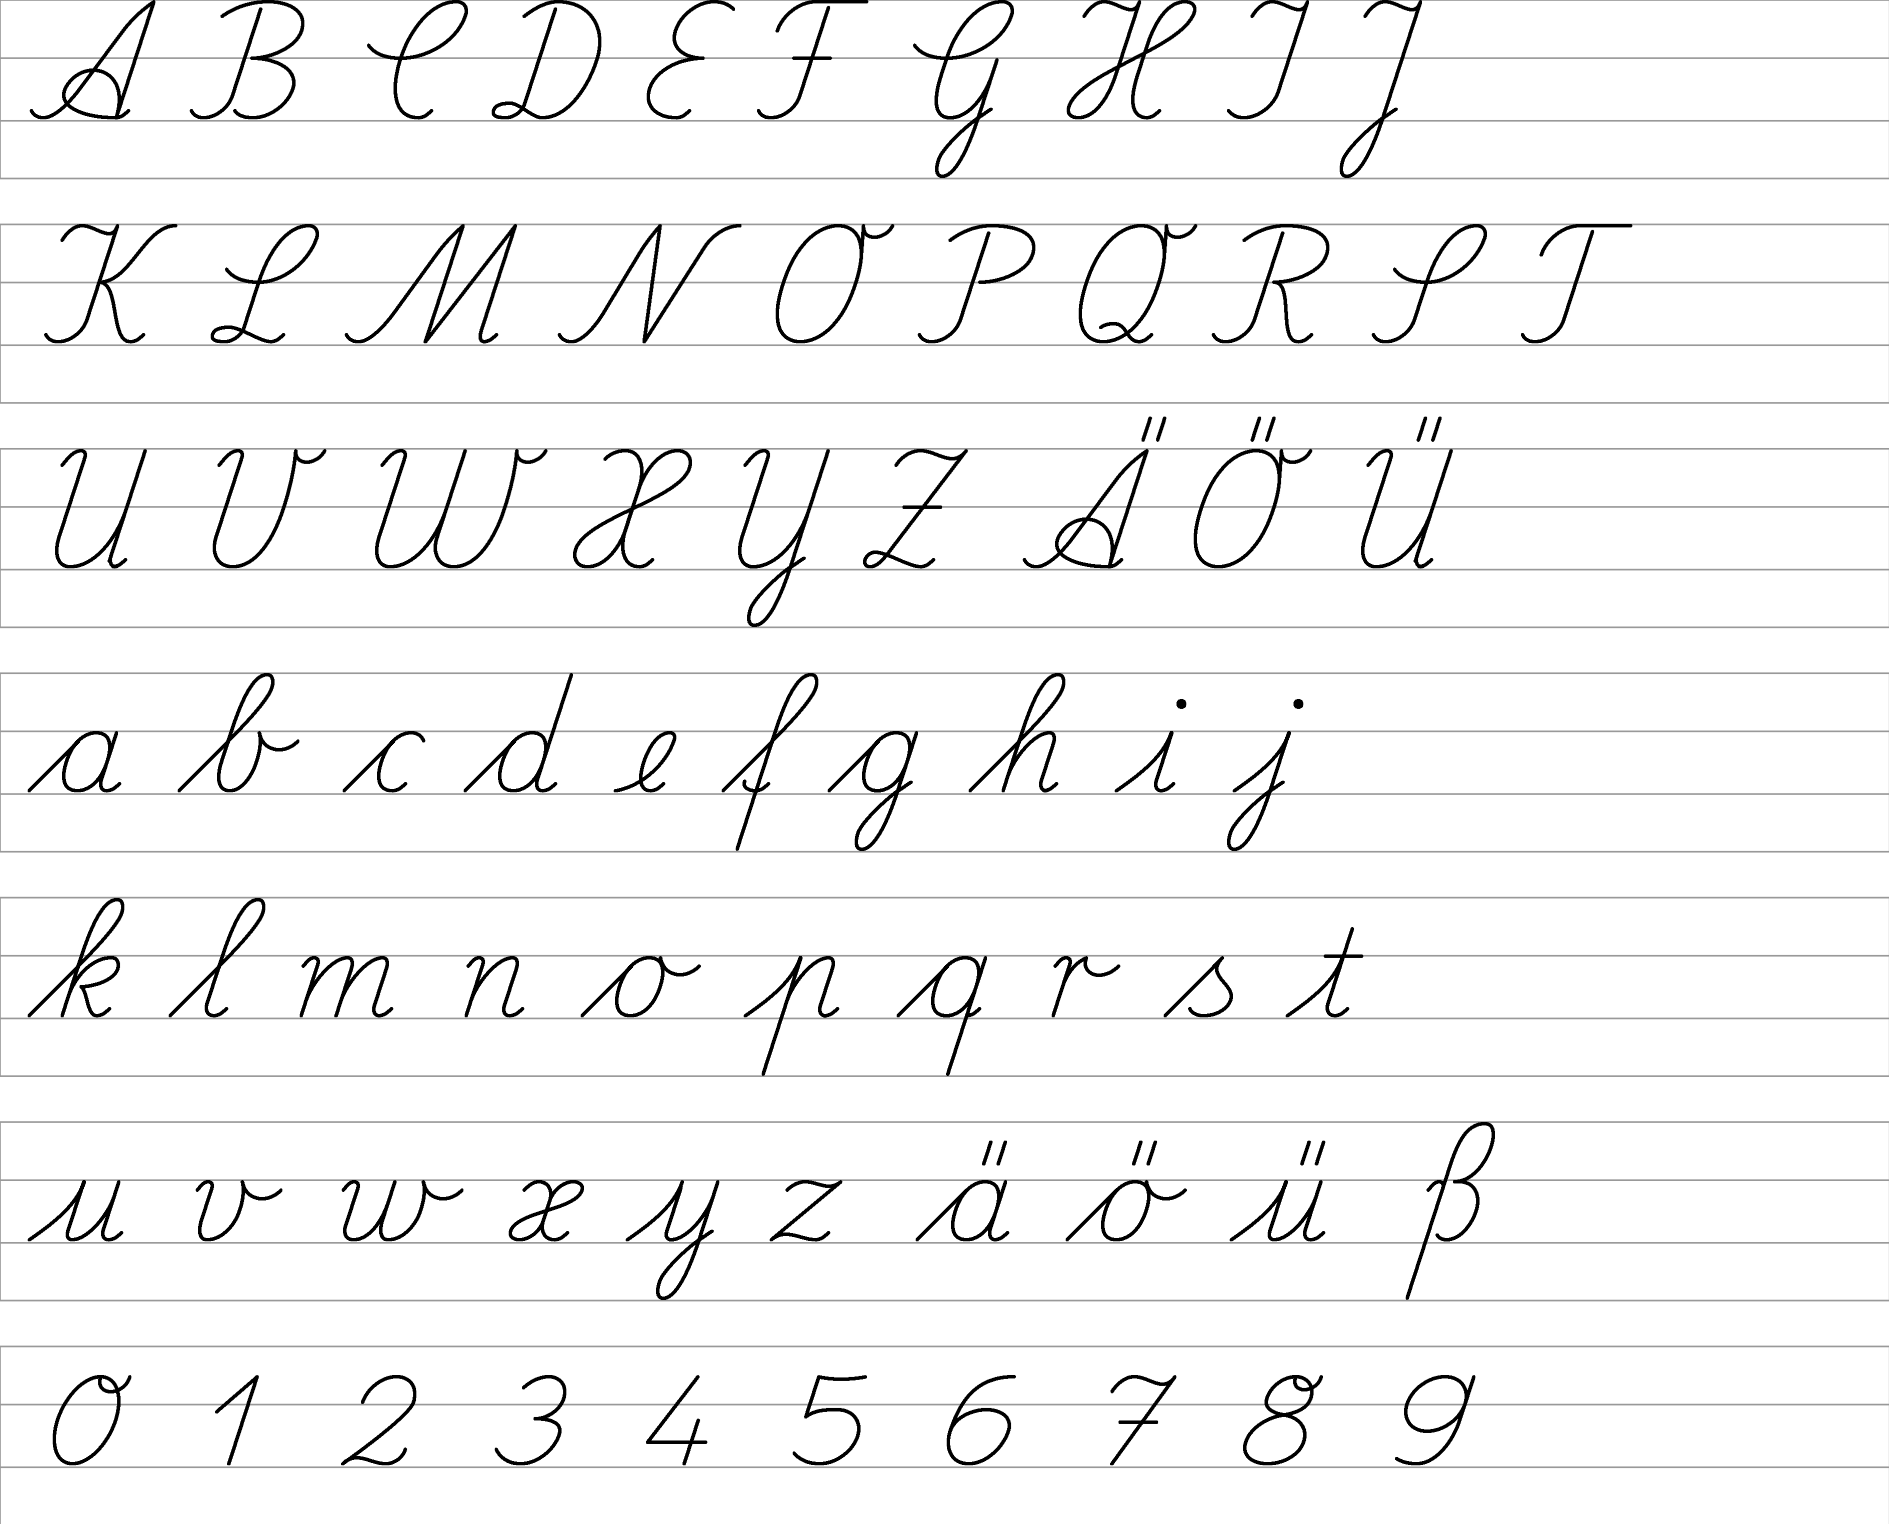 A B C D E F G H I J
K L M N O P Q R S T
U V W X Y Z Ä Ö Ü
a b c d e f g h i j
k l m n o p q r s t
u v w x y z ä ö ü ß
0 1 2 3 4 5 6 7 8 9